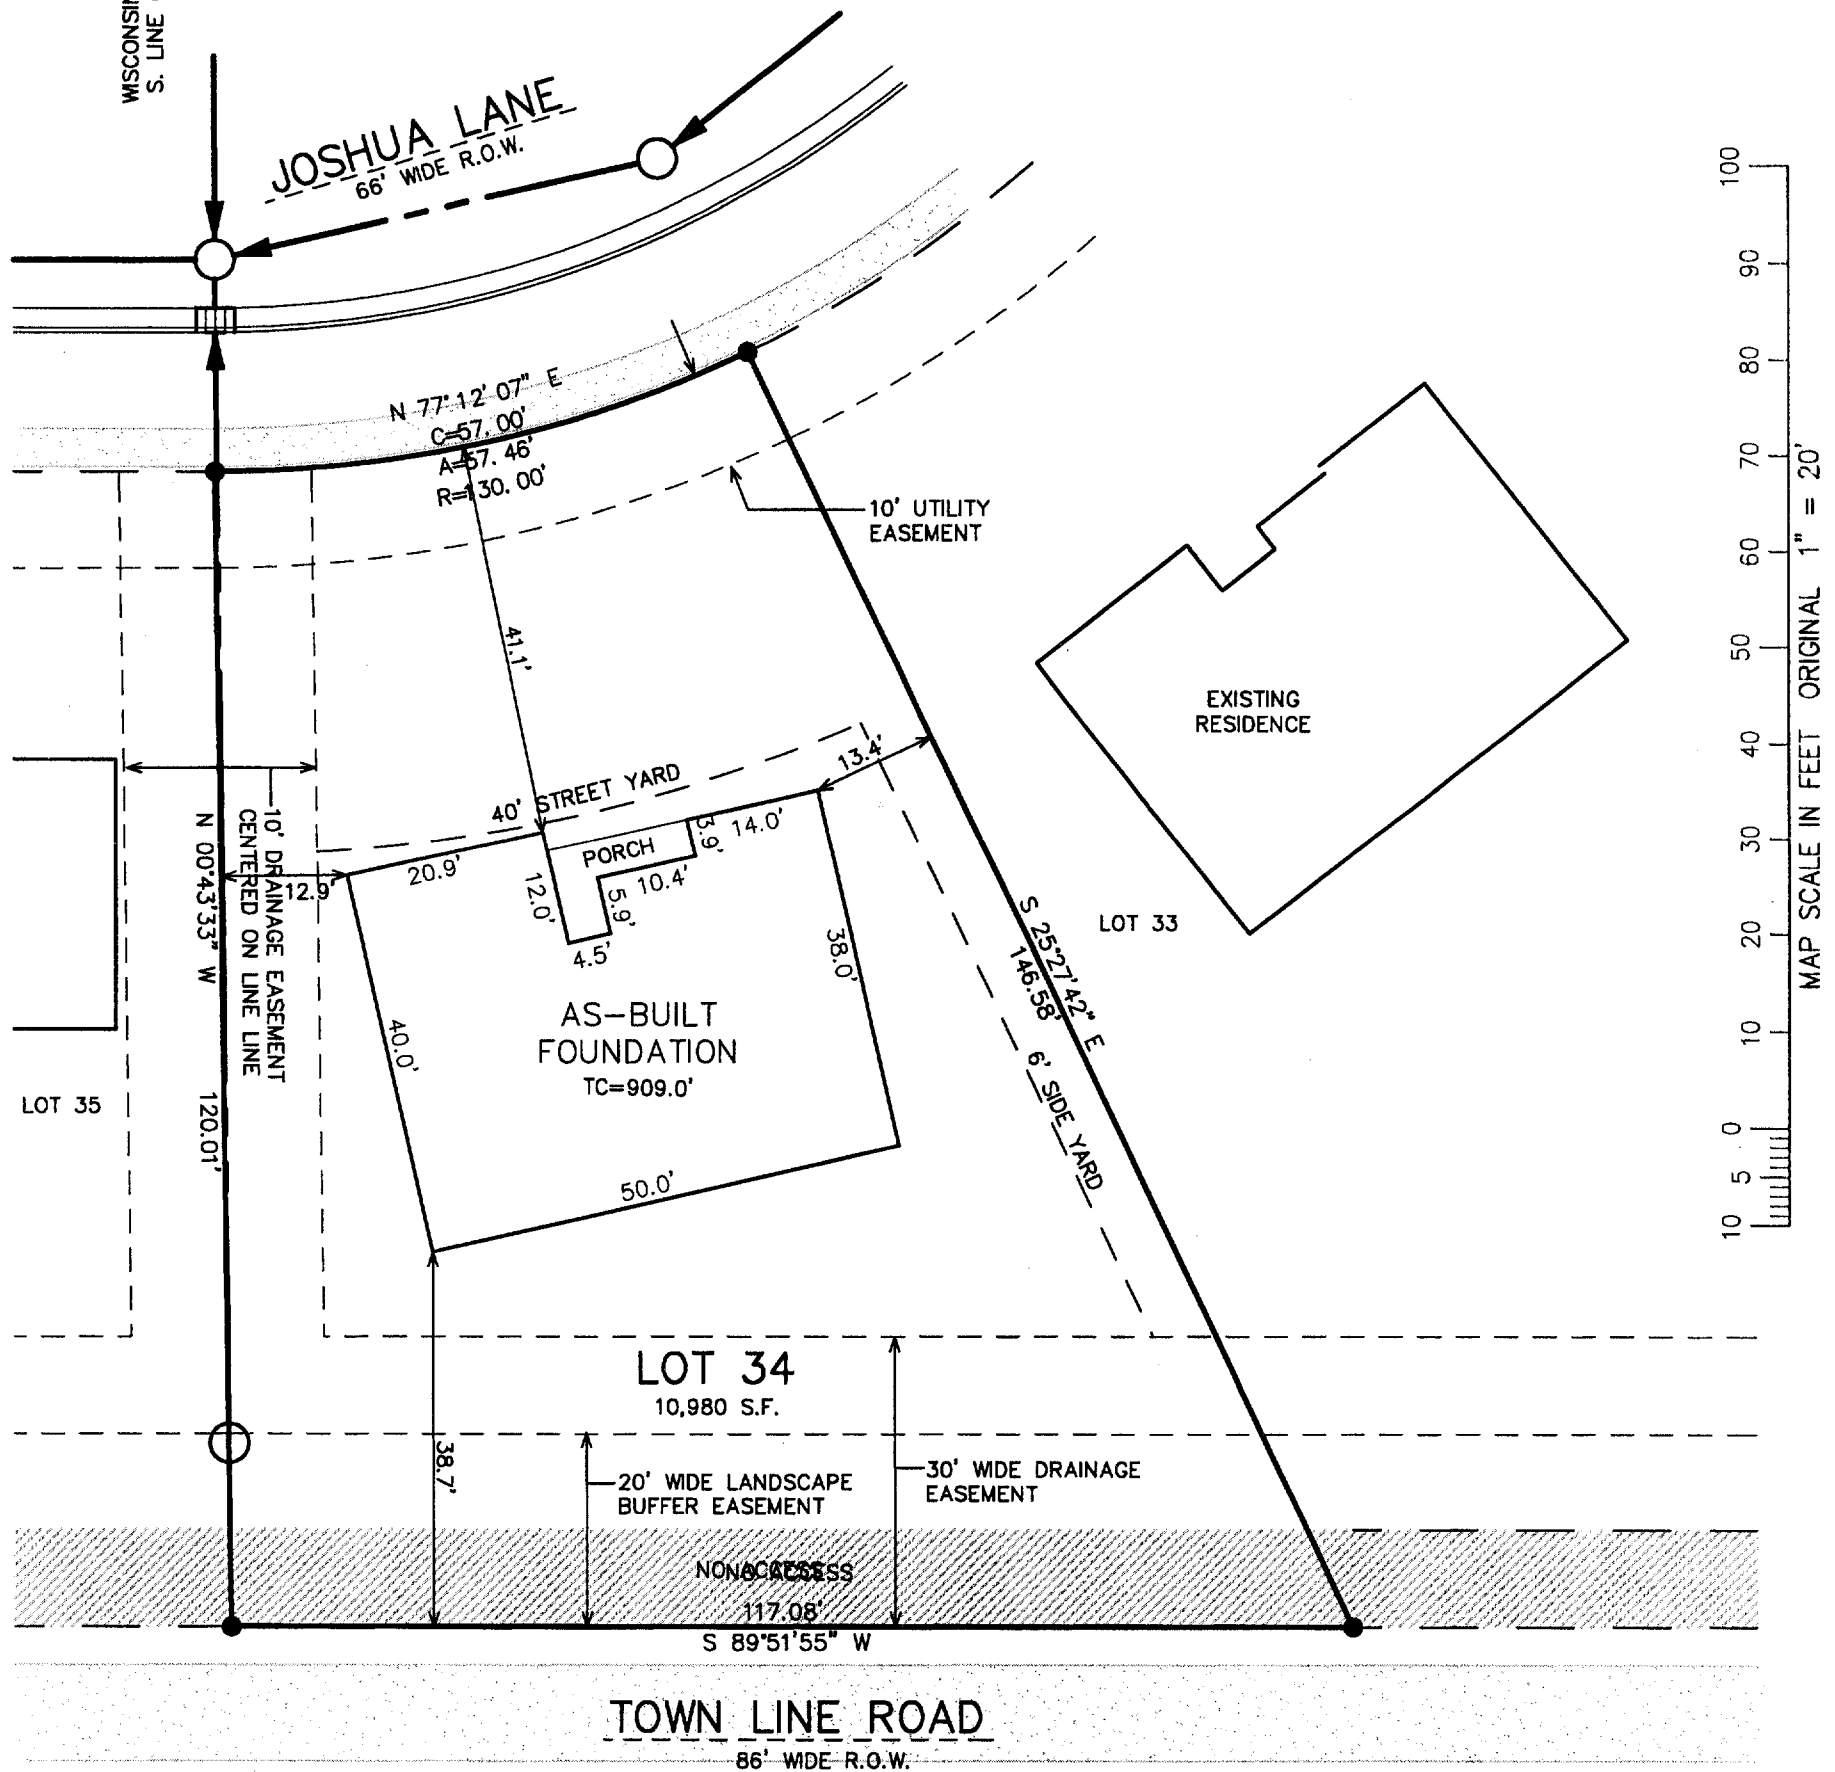 WISCONSIN
S. LINE
JOSHUA LANE
66' WIDE R.O.W.
N 77°12'07" E
C=57.00'
A=57.46'
R=130.00'
10' UTILITY
EASEMENT
41.1'
EXISTING
RESIDENCE
LOT 33
13.4'
40' STREET YARD
20.9'
PORCH
3.9'
14.0'
12.9'
12.0'
10.4'
5.9'
4.5'
38.0'
40.0'
AS-BUILT
FOUNDATION
TC=909.0'
50.0'
10' DRAINAGE EASEMENT
CENTERED ON LINE LINE
N 00°43'33" W
120.01'
LOT 35
S 25°27'42" E
146.58'
6' SIDE YARD
LOT 34
10,980 S.F.
38.7'
20' WIDE LANDSCAPE
BUFFER EASEMENT
30' WIDE DRAINAGE
EASEMENT
NO ACCESS
NO ACCESS
117.08'
S 89°51'55" W
TOWN LINE ROAD
86' WIDE R.O.W.
100
90
80
70
60
50
40
30
20
10
0
5
10
MAP SCALE IN FEET ORIGINAL 1" = 20'